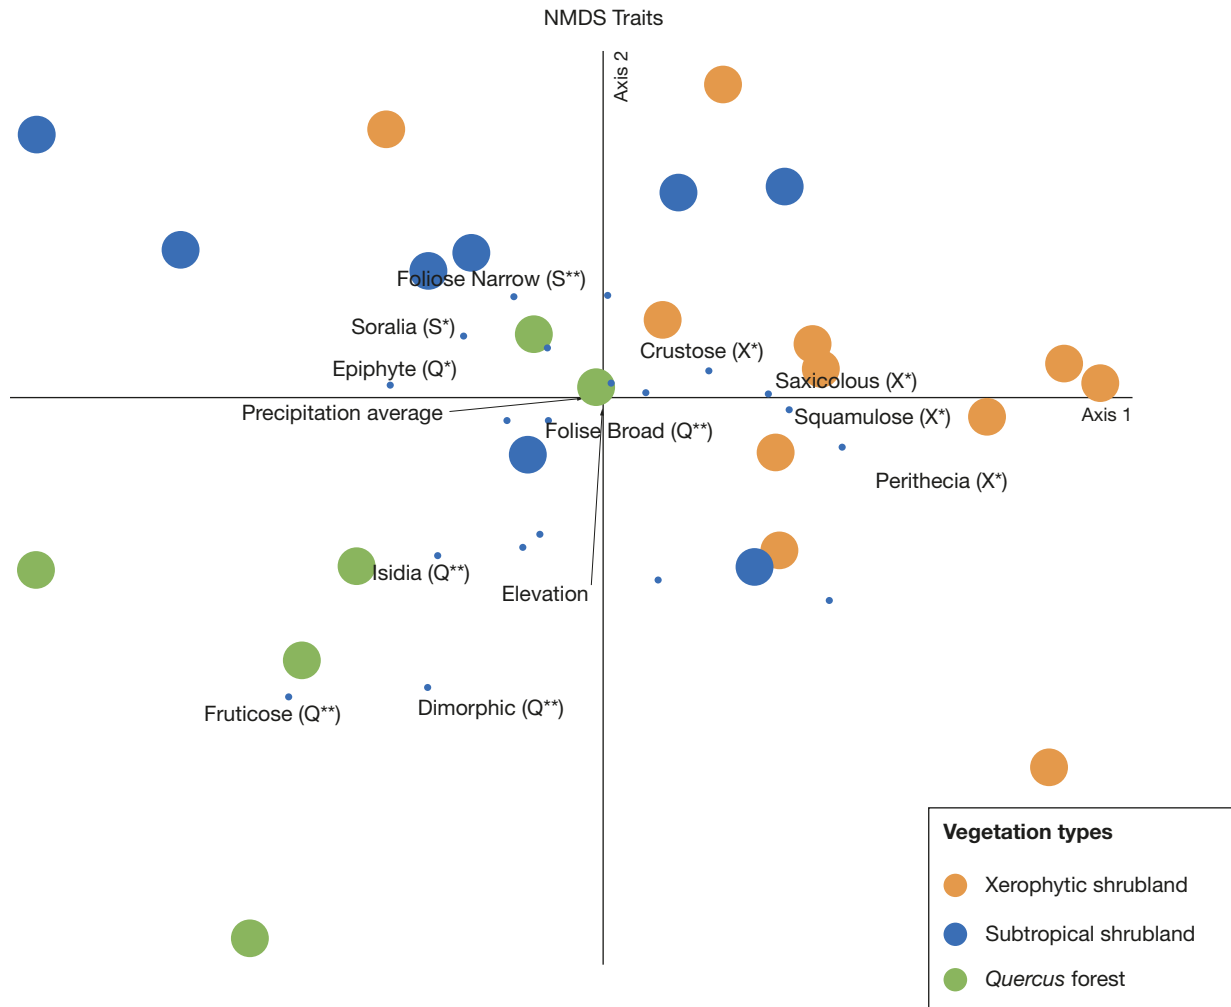 NMDS Traits
Axis 2
Foliose Narrow (S**)
Soralia (S*)
Crustose (X*)
Epiphyte (Q*)
Saxicolous (X*)
Precipitation average
Axis 1
Squamulose (X*)
Folise Broad (Q**)
Perithecia (X*)
Isidia (Q**)
Elevation
Fruticose (Q**)
Dimorphic (Q**)
Vegetation types
Xerophytic shrubland
Subtropical shrubland
Quercus forest